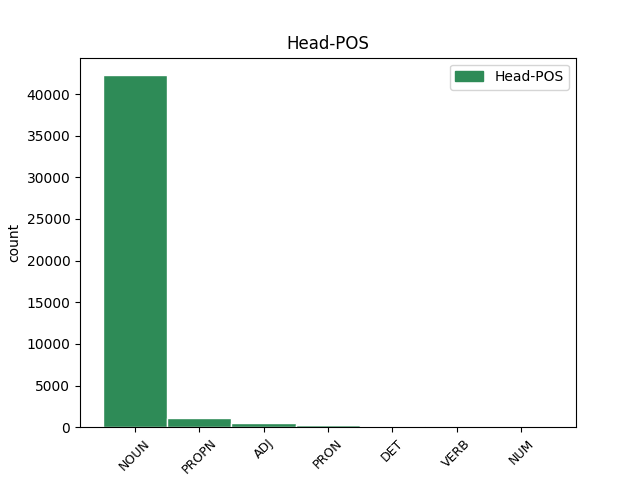 Head-POS
Head-POS
count
40000
35000
30000
25000
20000
15000
10000
5000
0
NOUN
PROPN
ADJ
PRON
DET
VERB
NUM